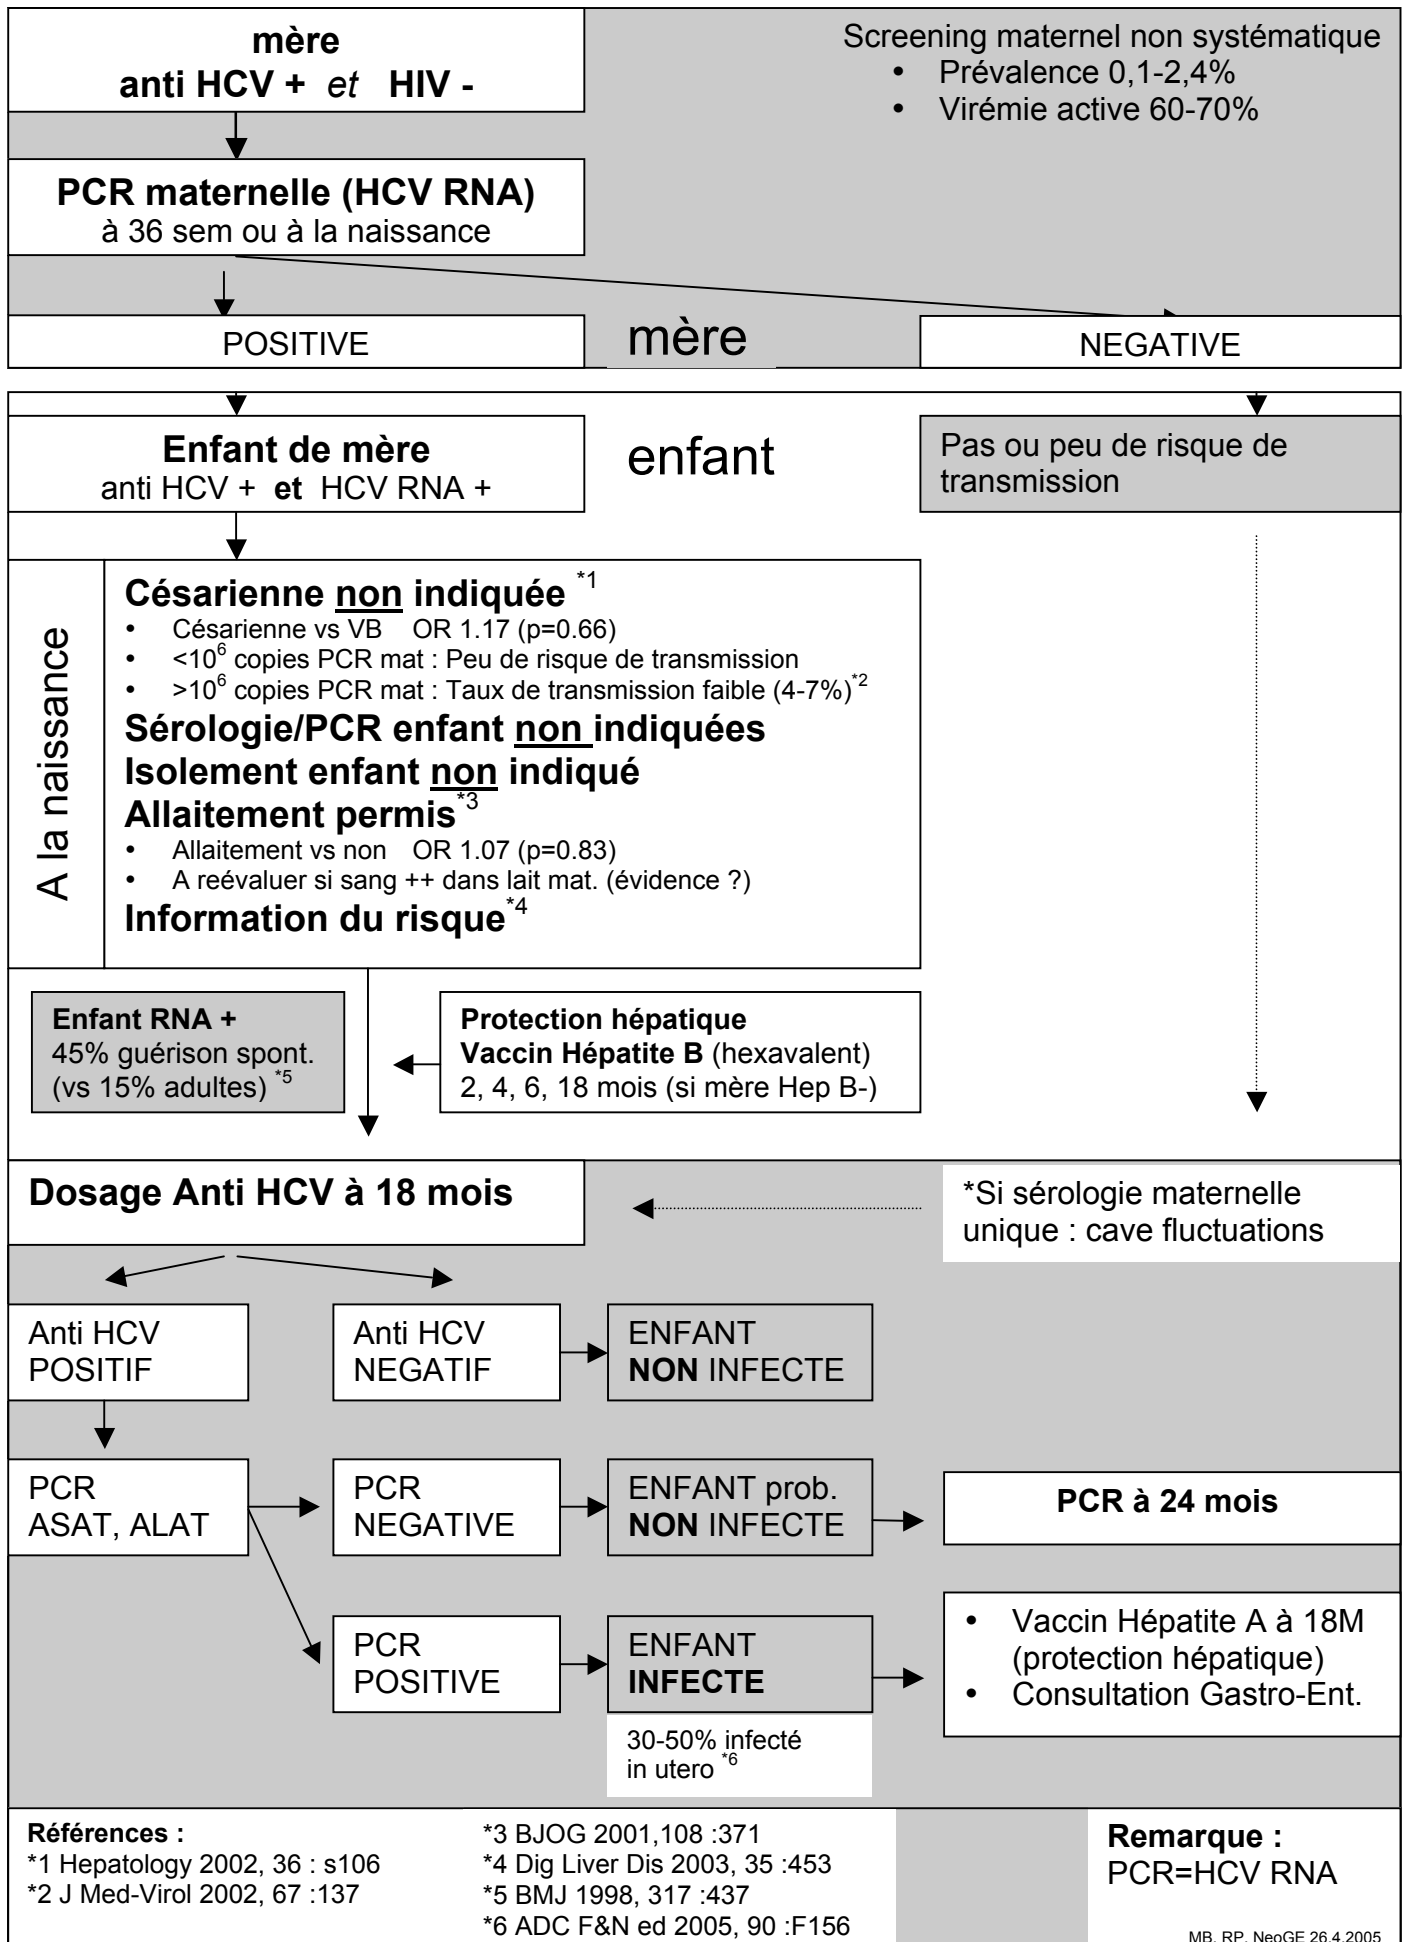 mère
anti HCV + et HIV -
Screening maternel non systématique
• Prévalence 0,1-2,4%
• Virémie active 60-70%
PCR maternelle (HCV RNA)
à 36 sem ou à la naissance
POSITIVE
mère
NEGATIVE
Enfant de mère
anti HCV + et HCV RNA +
enfant
Pas ou peu de risque de
transmission
A la naissance
Césarienne non indiquée *1
• Césarienne vs VB OR 1.17 (p=0.66)
• <10^6 copies PCR mat : Peu de risque de transmission
• >10^6 copies PCR mat : Taux de transmission faible (4-7%)*2
Sérologie/PCR enfant non indiquées
Isolement enfant non indiqué
Allaitement permis*3
• Allaitement vs non OR 1.07 (p=0.83)
• A reévaluer si sang ++ dans lait mat. (évidence ?)
Information du risque*4
Enfant RNA +
45% guérison spont.
(vs 15% adultes) *5
Protection hépatique
Vaccin Hépatite B (hexavalent)
2, 4, 6, 18 mois (si mère Hep B-)
Dosage Anti HCV à 18 mois
*Si sérologie maternelle
unique : cave fluctuations
Anti HCV
POSITIF
Anti HCV
NEGATIF
ENFANT
NON INFECTE
PCR
ASAT, ALAT
PCR
NEGATIVE
ENFANT prob.
NON INFECTE
PCR à 24 mois
PCR
POSITIVE
ENFANT
INFECTE
• Vaccin Hépatite A à 18M
(protection hépatique)
• Consultation Gastro-Ent.
30-50% infecté
in utero *6
Références :
*1 Hepatology 2002, 36 : s106
*2 J Med-Virol 2002, 67 :137
*3 BJOG 2001,108 :371
*4 Dig Liver Dis 2003, 35 :453
*5 BMJ 1998, 317 :437
*6 ADC F&N ed 2005, 90 :F156
Remarque :
PCR=HCV RNA
MB, RP, NeoGE 26.4.2005